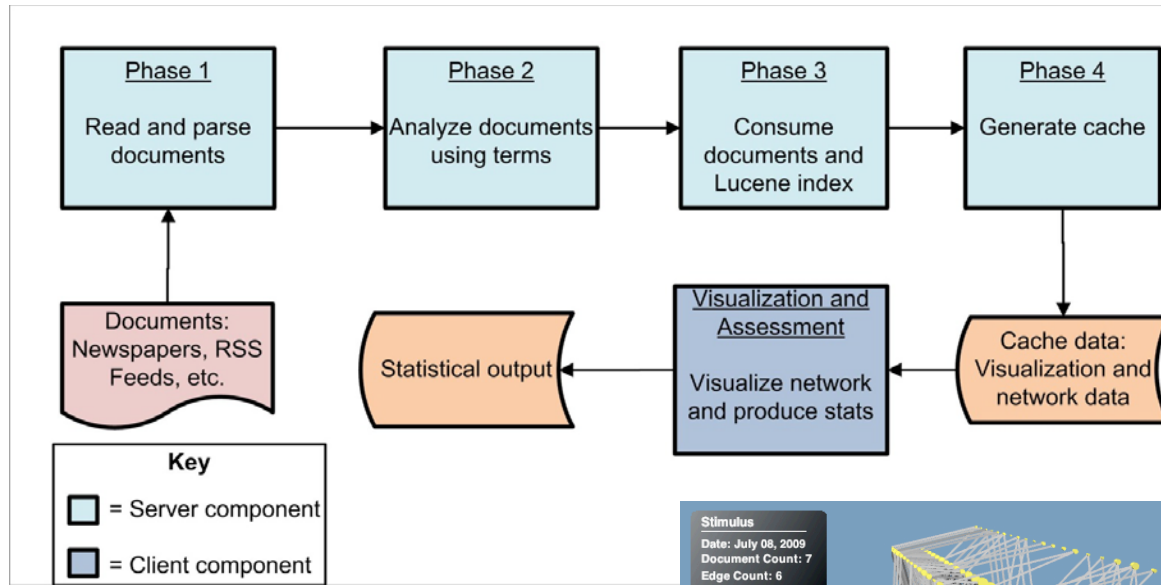 Phase 1
Read and parse
documents
Phase 2
Analyze documents
using terms
Phase 3
Consume
documents and
Lucene index
Phase 4
Generate cache
Documents:
Newspapers, RSS
Feeds, etc.
Statistical output
Visualization and
Assessment
Visualize network
and produce stats
Cache data:
Visualization and
network data
Key
= Server component
= Client component
Stimulus
Date: July 08, 2009
Document Count: 7
Edge Count: 6